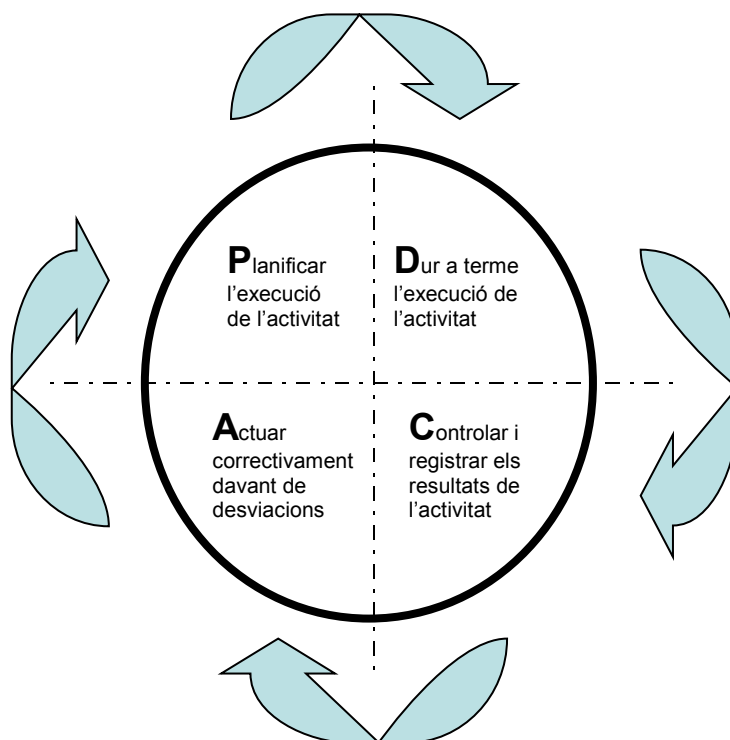 Planificar
l’execució
de l’activitat
Dur a terme
l’execució de
l’activitat
Actuar
correctivament
davant de
desviacions
Controlar i
registrar els
resultats de
l’activitat